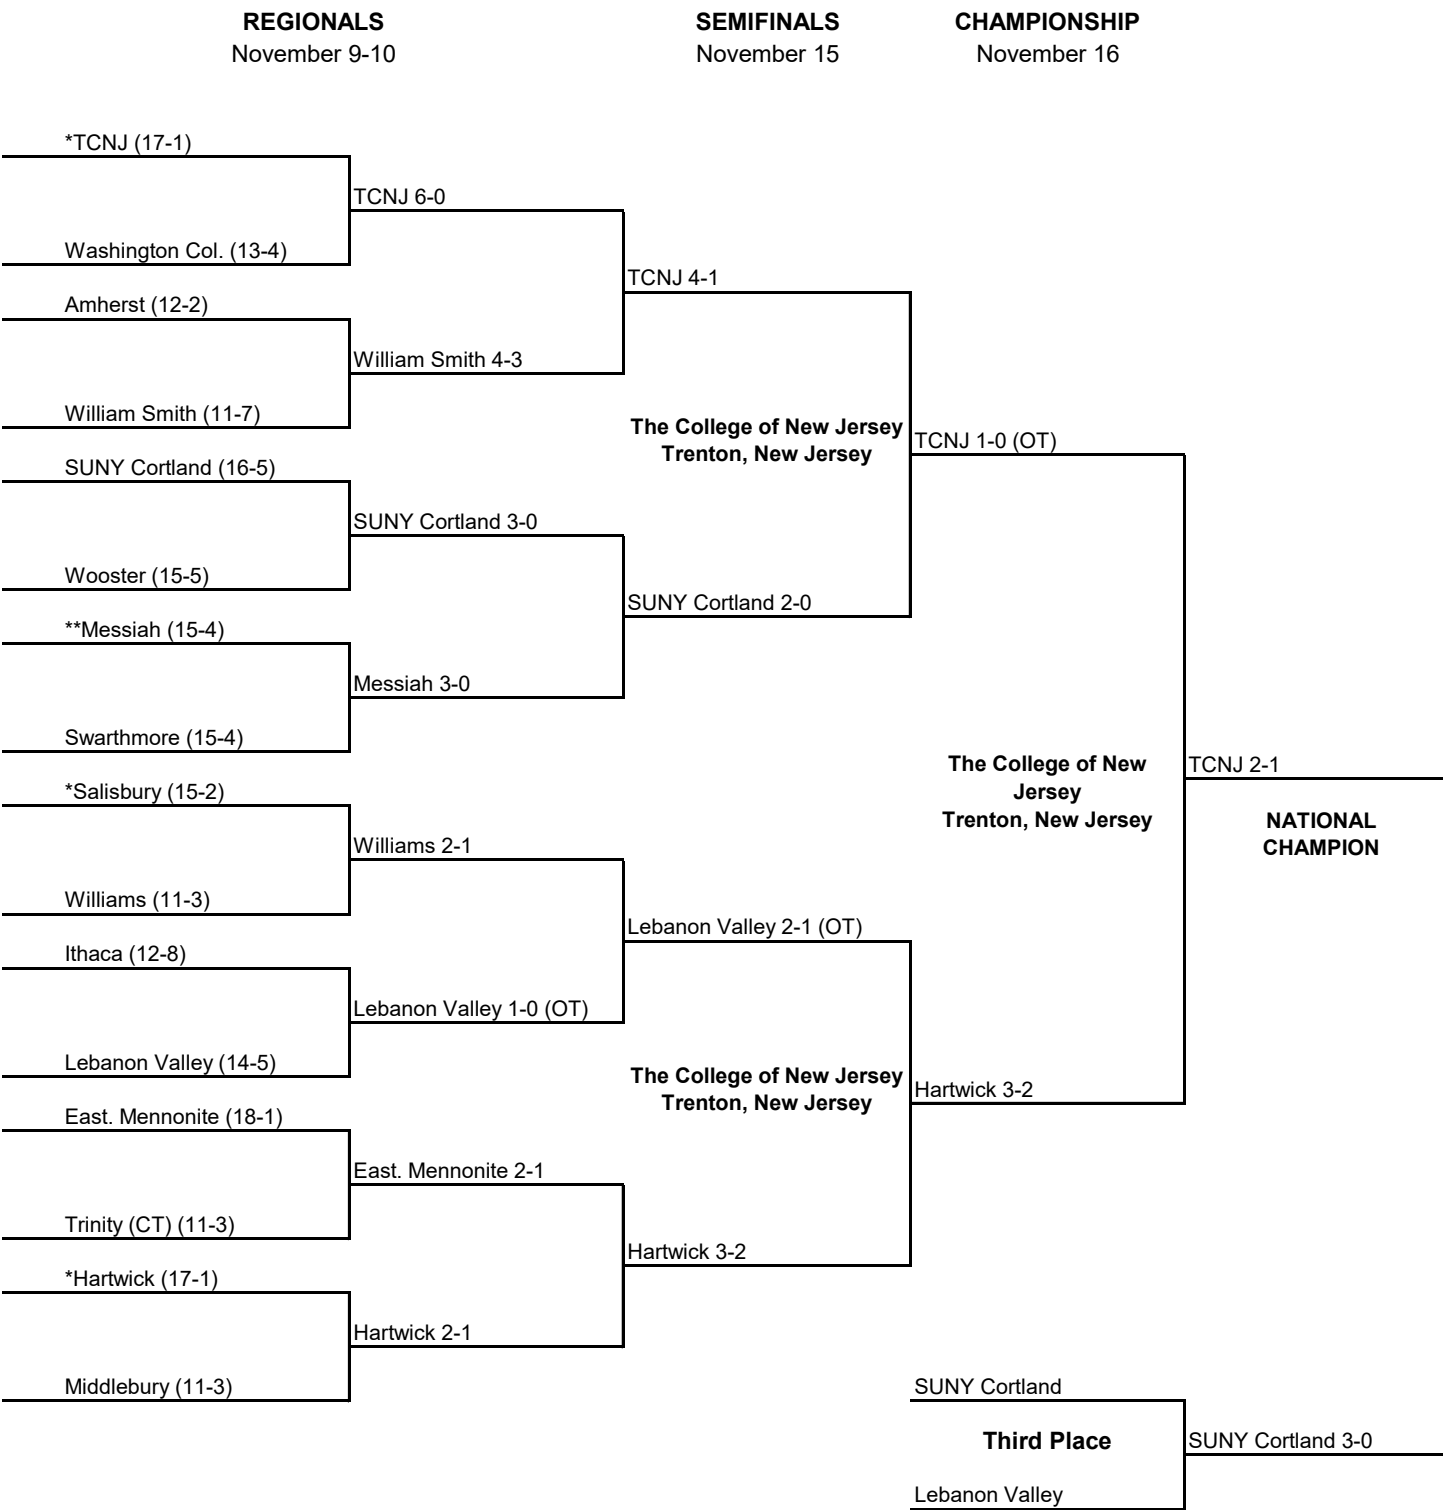 REGIONALS
November 9-10
SEMIFINALS
November 15
CHAMPIONSHIP
November 16
*TCNJ (17-1)
TCNJ 6-0
Washington Col. (13-4)
TCNJ 4-1
Amherst (12-2)
William Smith 4-3
William Smith (11-7)
The College of New Jersey
Trenton, New Jersey
TCNJ 1-0 (OT)
SUNY Cortland (16-5)
SUNY Cortland 3-0
Wooster (15-5)
SUNY Cortland 2-0
**Messiah (15-4)
Messiah 3-0
Swarthmore (15-4)
The College of New
Jersey
Trenton, New Jersey
TCNJ 2-1
NATIONAL
CHAMPION
*Salisbury (15-2)
Williams 2-1
Williams (11-3)
Lebanon Valley 2-1 (OT)
Ithaca (12-8)
Lebanon Valley 1-0 (OT)
Lebanon Valley (14-5)
The College of New Jersey
Trenton, New Jersey
Hartwick 3-2
East. Mennonite (18-1)
East. Mennonite 2-1
Trinity (CT) (11-3)
Hartwick 3-2
*Hartwick (17-1)
Hartwick 2-1
Middlebury (11-3)
SUNY Cortland
Third Place
SUNY Cortland 3-0
Lebanon Valley